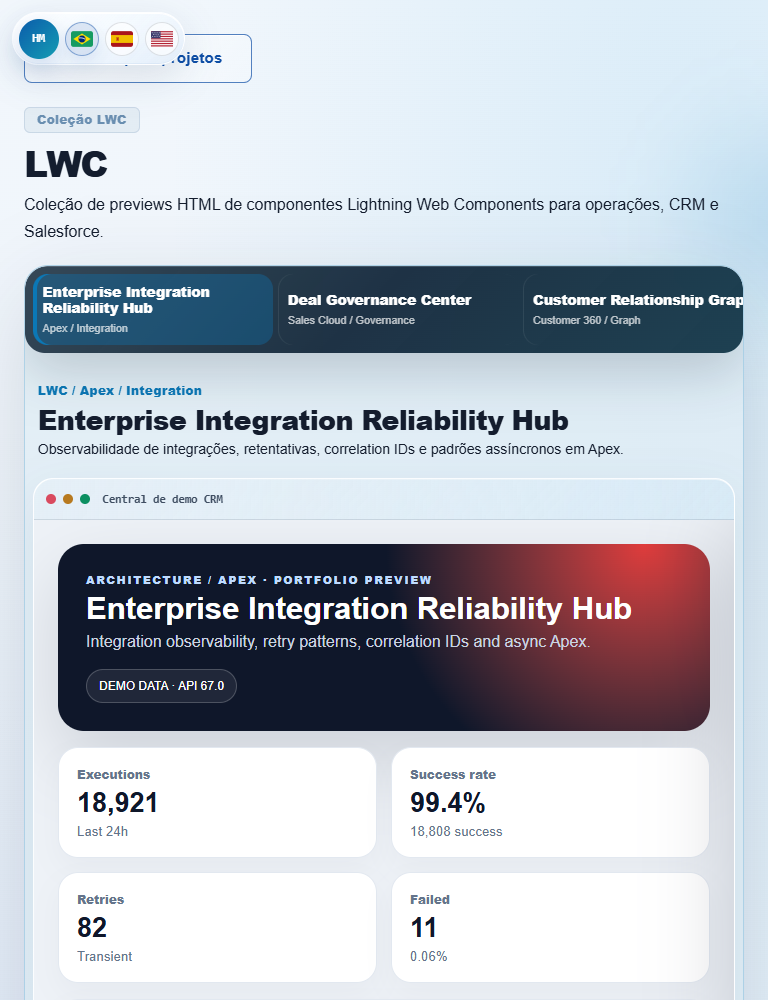 HM
rojetos
Coleção LWC
LWC
Coleção de previews HTML de componentes Lightning Web Components para operações, CRM e
Salesforce.
Enterprise Integration
Reliability Hub
Apex / Integration
Deal Governance Center
Sales Cloud / Governance
Customer Relationship Grap
Customer 360 / Graph
LWC / Apex / Integration
Enterprise Integration Reliability Hub
Observabilidade de integrações, retentativas, correlation IDs e padrões assíncronos em Apex.
Central de demo CRM
ARCHITECTURE / APEX · PORTFOLIO PREVIEW
Enterprise Integration Reliability Hub
Integration observability, retry patterns, correlation IDs and async Apex.
DEMO DATA · API 67.0
Executions
18,921
Last 24h
Success rate
99.4%
18,808 success
Retries
82
Transient
Failed
11
0.06%